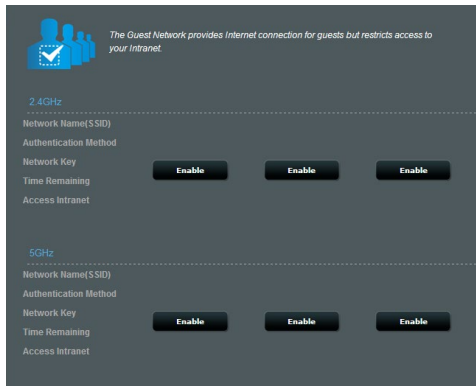 The Guest Network provides Internet connection for guests but restricts access to
your Intranet.
2.4GHz
Network Name(SSID)
Authentication Method
Network Key
Enable Enable Enable
Time Remaining
Access Intranet
5GHz
Network Name(SSID)
Authentication Method
Network Key
Enable Enable Enable
Time Remaining
Access Intranet